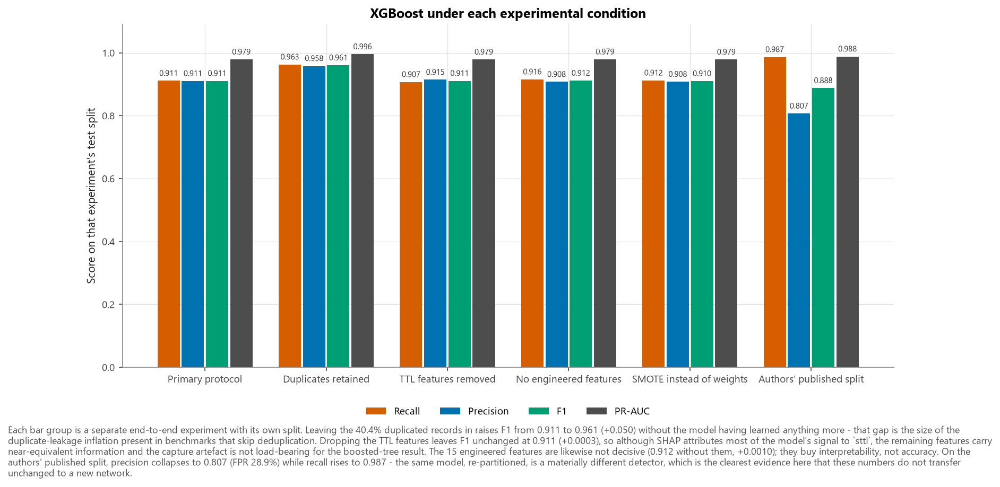 XGBoost under each experimental condition
Score on that experiment's test split
1.0
0.8
0.6
0.4
0.2
0.0
0.911 0.911 0.911 0.979
0.963 0.958 0.961 0.996
0.907 0.915 0.911 0.979
0.916 0.908 0.912 0.979
0.912 0.908 0.910 0.979
0.987 0.807 0.888 0.988
Primary protocol
Duplicates retained
TTL features removed
No engineered features
SMOTE instead of weights
Authors' published split
Recall
Precision
F1
PR-AUC
Each bar group is a separate end-to-end experiment with its own split. Leaving the 40.4% duplicated records in raises F1 from 0.911 to 0.961 (+0.050) without the model having learned anything more - that gap is the size of the
duplicate-leakage inflation present in benchmarks that skip deduplication. Dropping the TTL features leaves F1 unchanged at 0.911 (+0.0003), so although SHAP attributes most of the model's signal to `sttl`, the remaining features carry
near-equivalent information and the capture artefact is not load-bearing for the boosted-tree result. The 15 engineered features are likewise not decisive (0.912 without them, +0.0010); they buy interpretability, not accuracy. On the
authors' published split, precision collapses to 0.807 (FPR 28.9%) while recall rises to 0.987 - the same model, re-partitioned, is a materially different detector, which is the clearest evidence here that these numbers do not transfer
unchanged to a new network.